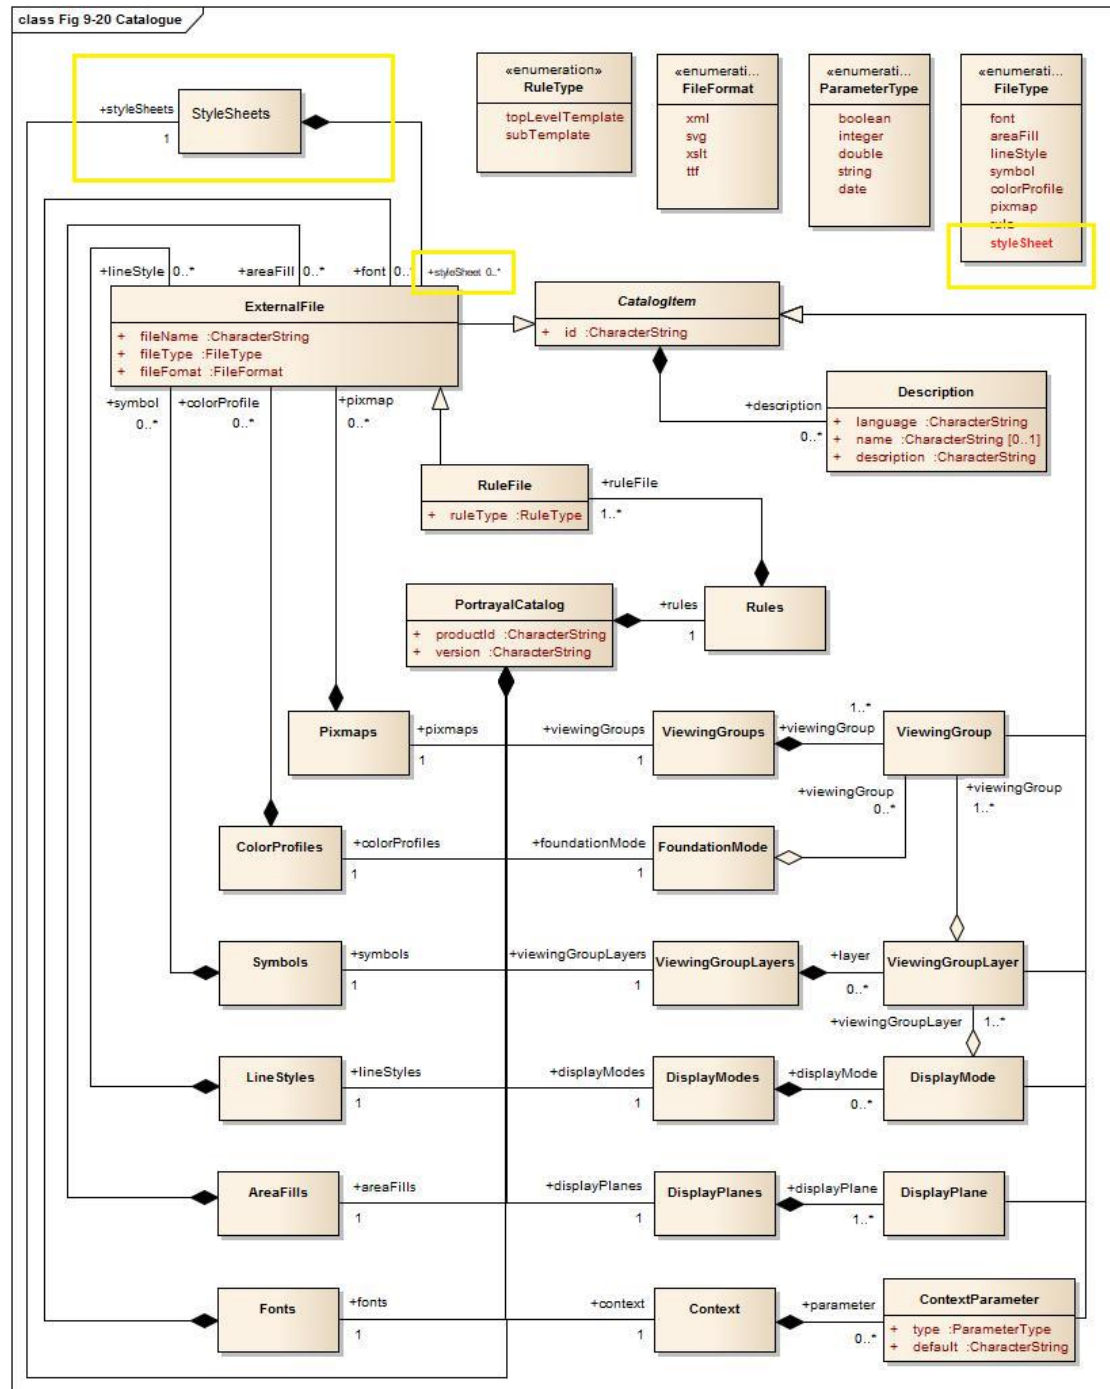 class Fig 9-20 Catalogue
+styleSheets
StyleSheets
1
«enumeration»
RuleType
topLevelTemplate
subTemplate
«enumerati...
FileFormat
xml
svg
xslt
ttf
«enumerati...
ParameterType
boolean
integer
double
string
date
«enumerati...
FileType
font
areaFill
lineStyle
symbol
colorProfile
pixmap
rule
styleSheet
+lineStyle 0..*
+areaFill 0..*
+font 0..*
+styleSheet 0..*
ExternalFile
+ fileName :CharacterString
+ fileType :FileType
+ fileFomat :FileFormat
CatalogItem
+ id :CharacterString
+symbol
0..*
+colorProfile
0..*
+pixmap
0..*
+description
0..*
Description
+ language :CharacterString
+ name :CharacterString [0..1]
+ description :CharacterString
RuleFile
+ ruleType :RuleType
+ruleFile
1..*
PortrayalCatalog
+ productId :CharacterString
+ version :CharacterString
+rules
1
Rules
Pixmaps
+pixmaps
1
+viewingGroups
1
ViewingGroups
1..*
+viewingGroup
ViewingGroup
+viewingGroup
0..*
+viewingGroup
1..*
ColorProfiles
+colorProfiles
1
+foundationMode
1
FoundationMode
Symbols
+symbols
1
+viewingGroupLayers
1
ViewingGroupLayers
+layer
0..*
ViewingGroupLayer
+viewingGroupLayer
1..*
LineStyles
+lineStyles
1
+displayModes
1
DisplayModes
+displayMode
0..*
DisplayMode
AreaFills
+areaFills
1
+displayPlanes
1
DisplayPlanes
+displayPlane
1..*
DisplayPlane
Fonts
+fonts
1
+context
1
Context
+parameter
0..*
ContextParameter
+ type :ParameterType
+ default :CharacterString